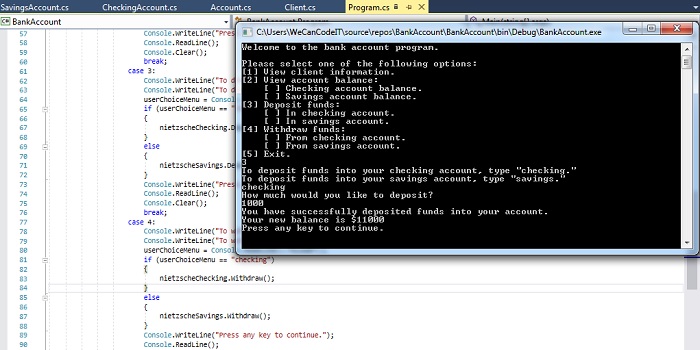 SavingsAccount.cs CheckingAccount.cs Account.cs Client.cs Program.cs
BankAccount
C:\Users\WeCanCodeIT\source\repos\BankAccount\BankAccount\bin\Debug\BankAccount.exe
Welcome to the bank account program.
Please select one of the following options:
[1] View client information.
[2] View account balance:
[ ] Checking account balance.
[ ] Savings account balance.
[3] Deposit funds:
[ ] In checking account.
[ ] In savings account.
[4] Withdraw funds:
[ ] From checking account.
[ ] From savings account.
[5] Exit.
3
To deposit funds into your checking account, type "checking."
To deposit funds into your savings account, type "savings."
checking
How much would you like to deposit?
1000
You have successfully deposited funds into your account.
Your new balance is $11000
Press any key to continue.
57 Console.WriteLine("Pres
58 Console.ReadLine();
59 Console.Clear();
60 break;
61 case 3:
62 Console.WriteLine("To d
63 Console.WriteLine("To d
64 userChoiceMenu = Conso
65 if (userChoiceMenu == "
66 {
67 nietzscheChecking.D
68 }
69 else
70 {
71 nietzscheSavings.De
72 }
73 Console.WriteLine("Pres
74 Console.ReadLine();
75 Console.Clear();
76 break;
77 case 4:
78 Console.WriteLine("To w
79 Console.WriteLine("To w
80 userChoiceMenu = Conso
81 if (userChoiceMenu == "checking")
82 {
83 nietzscheChecking.Withdraw();
84 }
85 else
86 {
87 nietzscheSavings.Withdraw();
88 }
89 Console.WriteLine("Press any key to continue.");
90 Console.ReadLine();